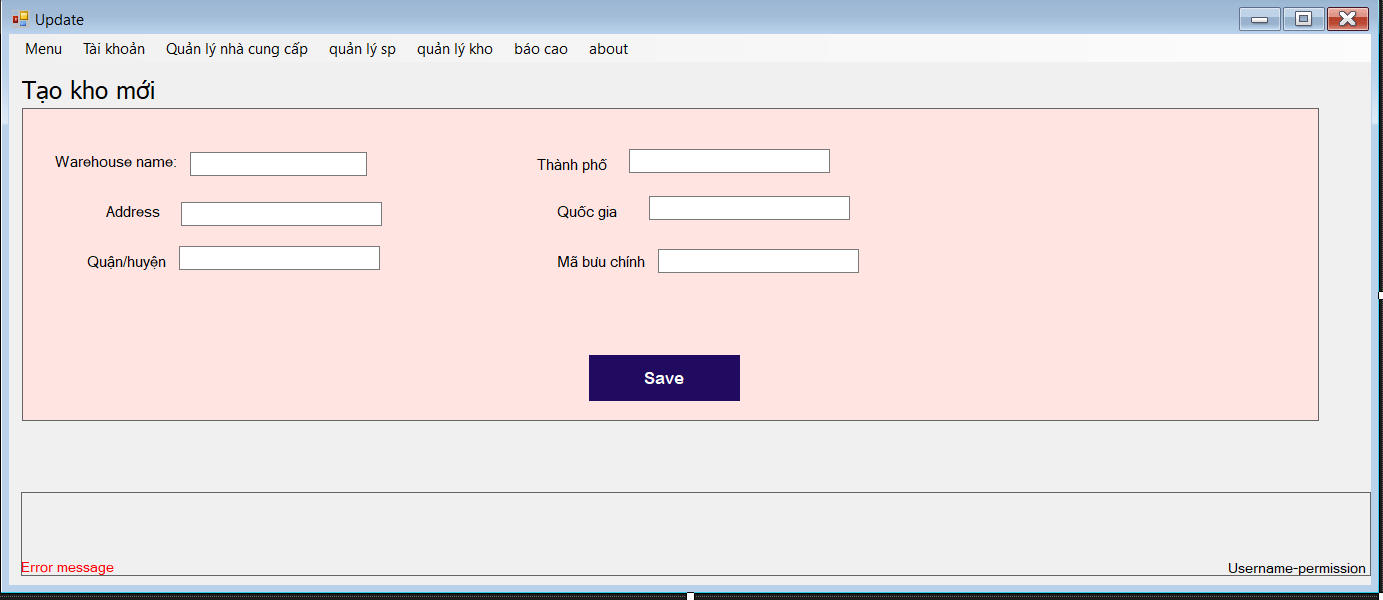 Update
Menu Tài khoản Quản lý nhà cung cấp quản lý sp quản lý kho báo cao about
Tạo kho mới
Warehouse name: Thành phố
Address Quốc gia
Quận/huyện Mã bưu chính
Save
Error message Username-permission